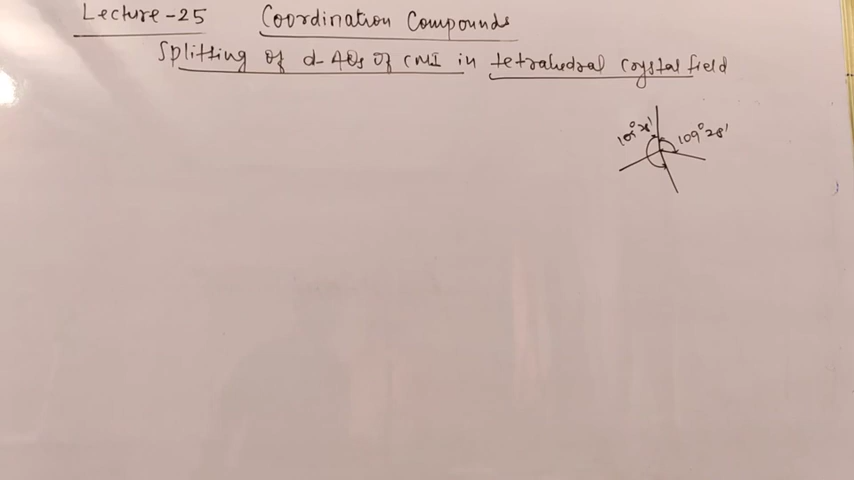 Lecture-25 Coordination Compounds
Splitting of d-AOs of CMI in tetrahedral crystal field
109°28' 109°28'